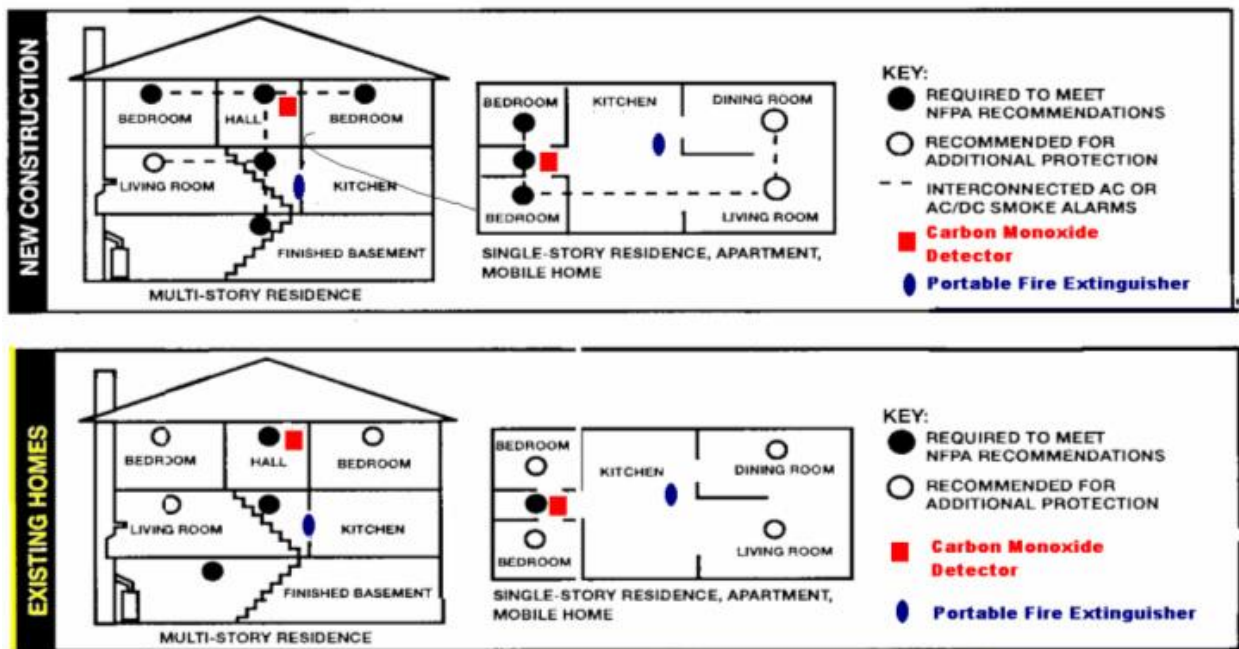 NEW CONSTRUCTION
BEDROOM
HALL
BEDROOM
LIVING ROOM
KITCHEN
FINISHED BASEMENT
MULTI-STORY RESIDENCE
BEDROOM
KITCHEN
DINING ROOM
BEDROOM
LIVING ROOM
SINGLE-STORY RESIDENCE, APARTMENT,
MOBILE HOME
KEY:
REQUIRED TO MEET
NFPA RECOMMENDATIONS
RECOMMENDED FOR
ADDITIONAL PROTECTION
INTERCONNECTED AC OR
AC/DC SMOKE ALARMS
Carbon Monoxide
Detector
Portable Fire Extinguisher
EXISTING HOMES
BEDROOM
HALL
BEDROOM
LIVING ROOM
KITCHEN
FINISHED BASEMENT
MULTI-STORY RESIDENCE
BEDROOM
KITCHEN
DINING ROOM
BEDROOM
LIVING ROOM
SINGLE-STORY RESIDENCE, APARTMENT,
MOBILE HOME
KEY:
REQUIRED TO MEET
NFPA RECOMMENDATIONS
RECOMMENDED FOR
ADDITIONAL PROTECTION
Carbon Monoxide
Detector
Portable Fire Extinguisher